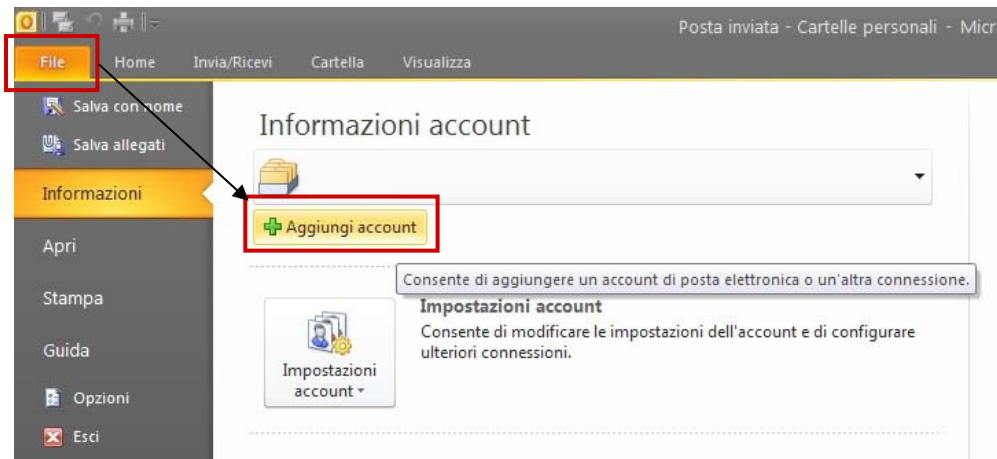 Posta inviata - Cartelle personali - Micr
File Home Invia/Ricevi Cartella Visualizza
Salva con nome
Salva allegati
Informazioni
Apri
Stampa
Guida
Opzioni
Esci
Informazioni account
Aggiungi account
Consente di aggiungere un account di posta elettronica o un'altra connessione.
Impostazioni account
Impostazioni account
Consente di modificare le impostazioni dell'account e di configurare
ulteriori connessioni.